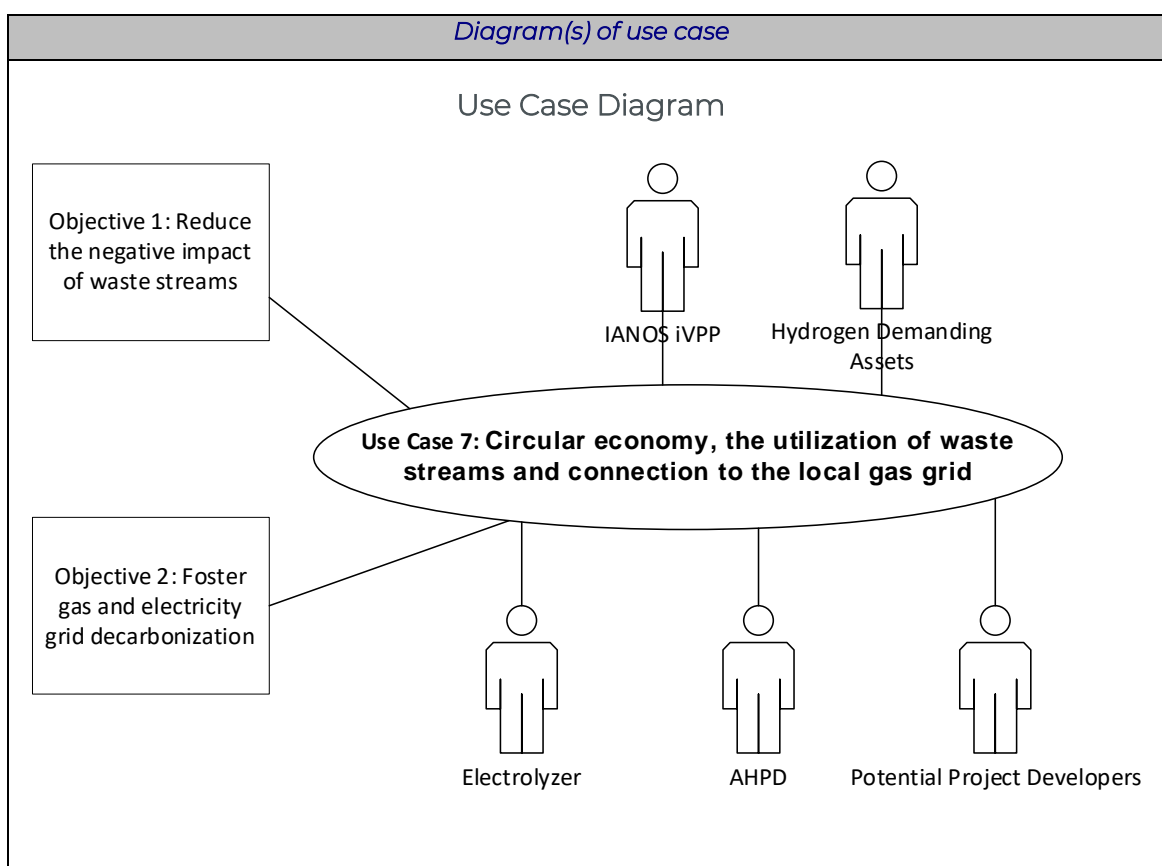 Diagram(s) of use case
Use Case Diagram
Objective 1: Reduce
the negative impact
of waste streams
IANOS iVPP
Hydrogen Demanding
Assets
Use Case 7: Circular economy, the utilization of waste
streams and connection to the local gas grid
Objective 2: Foster
gas and electricity
grid decarbonization
Electrolyzer
AHPD
Potential Project Developers